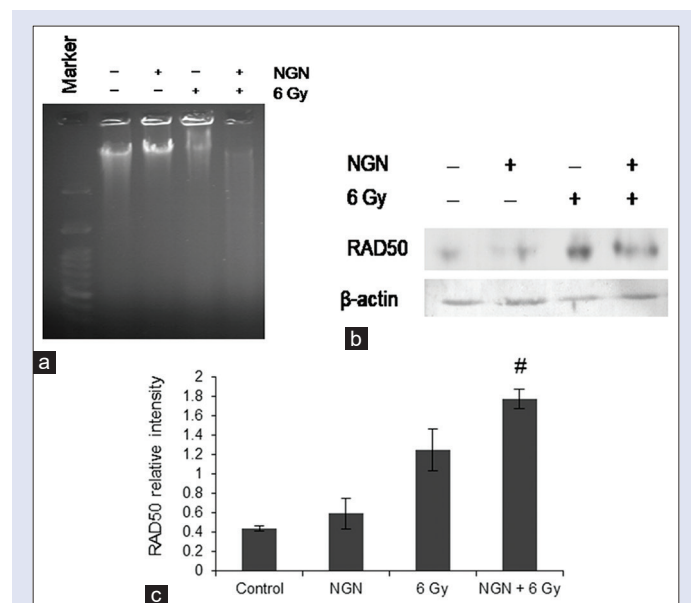 Marker
– + – + NGN
– – + + 6 Gy
a
NGN – + – +
6 Gy – – + +
RAD50
β-actin
b
#
RAD50 relative intensity
2
1.8
1.6
1.4
1.2
1
0.8
0.6
0.4
0.2
0
Control NGN 6 Gy NGN + 6 Gy
c